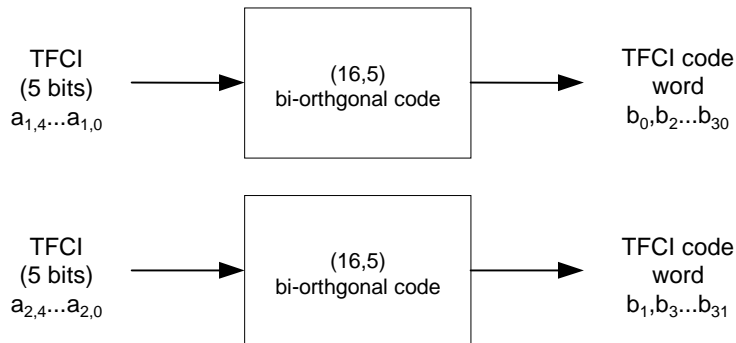 TFCI
(5 bits)
a1,4...a1,0
(16,5)
bi-orthgonal code
TFCI code
word
b0,b2...b30
TFCI
(5 bits)
a2,4...a2,0
(16,5)
bi-orthgonal code
TFCI code
word
b1,b3...b31